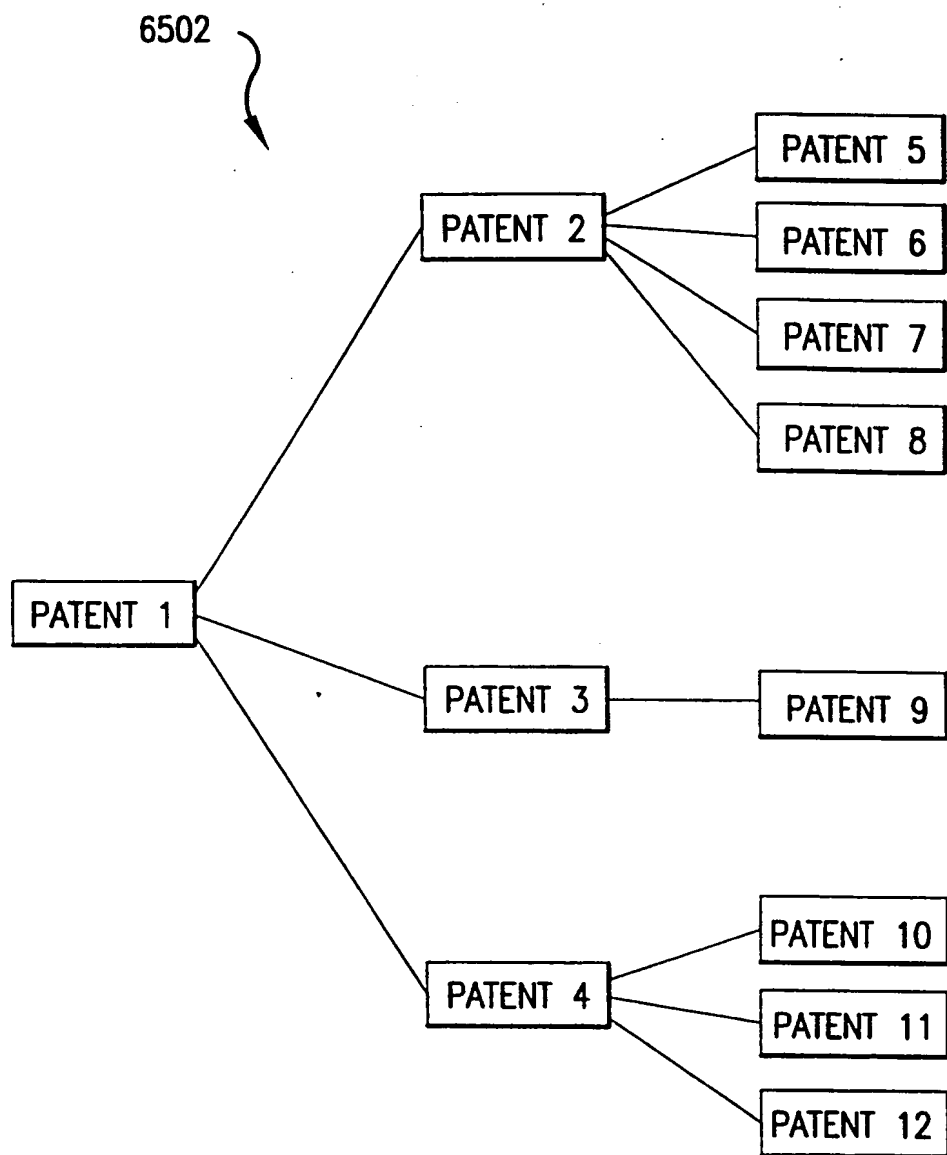 6502
PATENT 5
PATENT 2
PATENT 6
PATENT 7
PATENT 8
PATENT 1
PATENT 3
PATENT 9
PATENT 10
PATENT 4
PATENT 11
PATENT 12